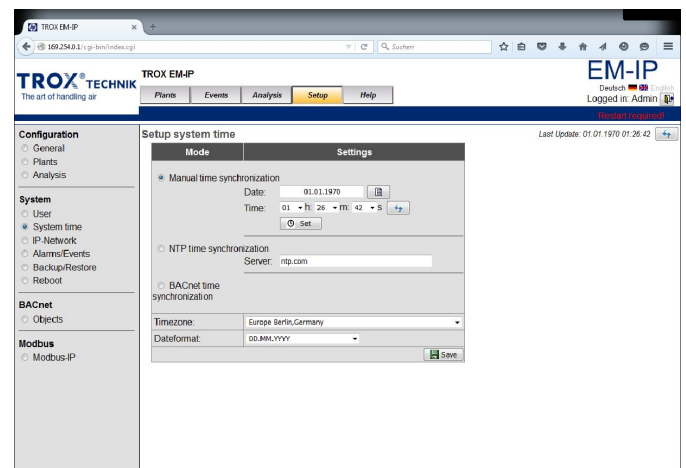 TROX EM-IP
169.254.0.1/cgi-bin/index.cgi
Suchen
TROX® TECHNIK
The art of handling air
TROX EM-IP
EM-IP
Deutsch English
Plants Events Analysis Setup Help
Logged in: Admin
Restart required!
Configuration
General
Plants
Analysis
System
User
System time
IP-Network
Alarms/Events
Backup/Restore
Reboot
BACnet
Objects
Modbus
Modbus-IP
Setup system time
Last Update: 01.01.1970 01:26:42
Mode Settings
Manual time synchronization
Date: 01.01.1970
Time: 01 h: 26 m: 42 s
Set
NTP time synchronization
Server: ntp.com
BACnet time
synchronization
Timezone: Europe Berlin,Germany
Dateformat: DD.MM.YYYY
Save